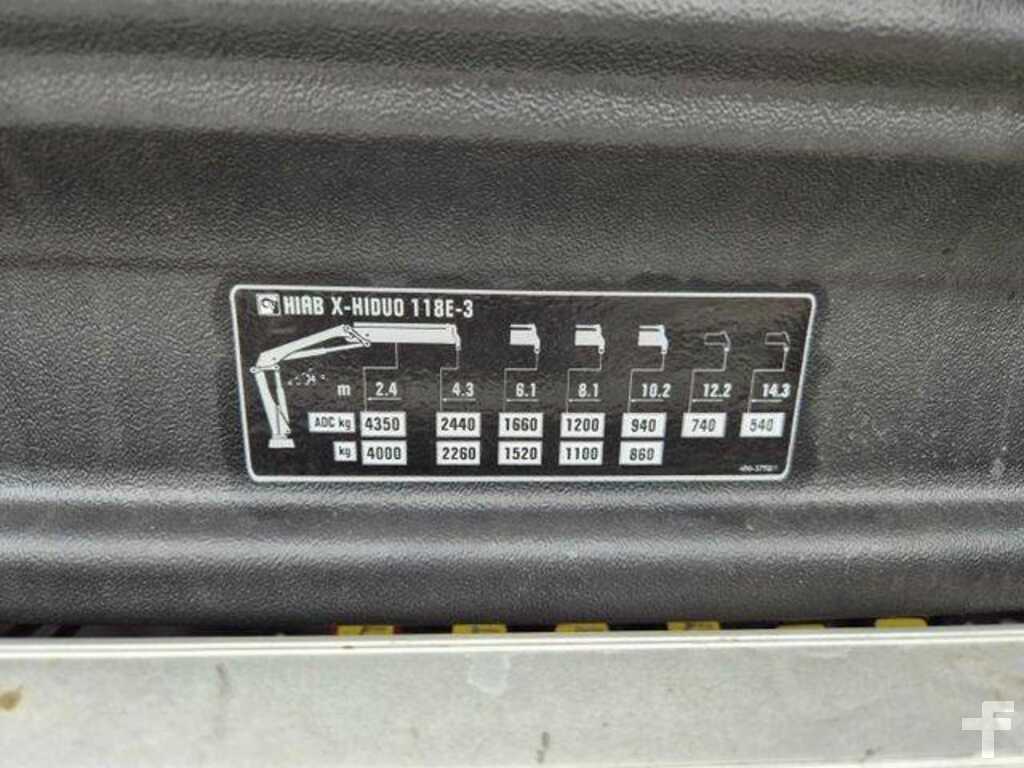 HIAB X-HIDUO 118E-3
m 2.4 4.3 6.1 8.1 10.2 12.2 14.3
ADC kg 4350 2440 1660 1200 940 740 540
kg 4000 2260 1520 1100 860